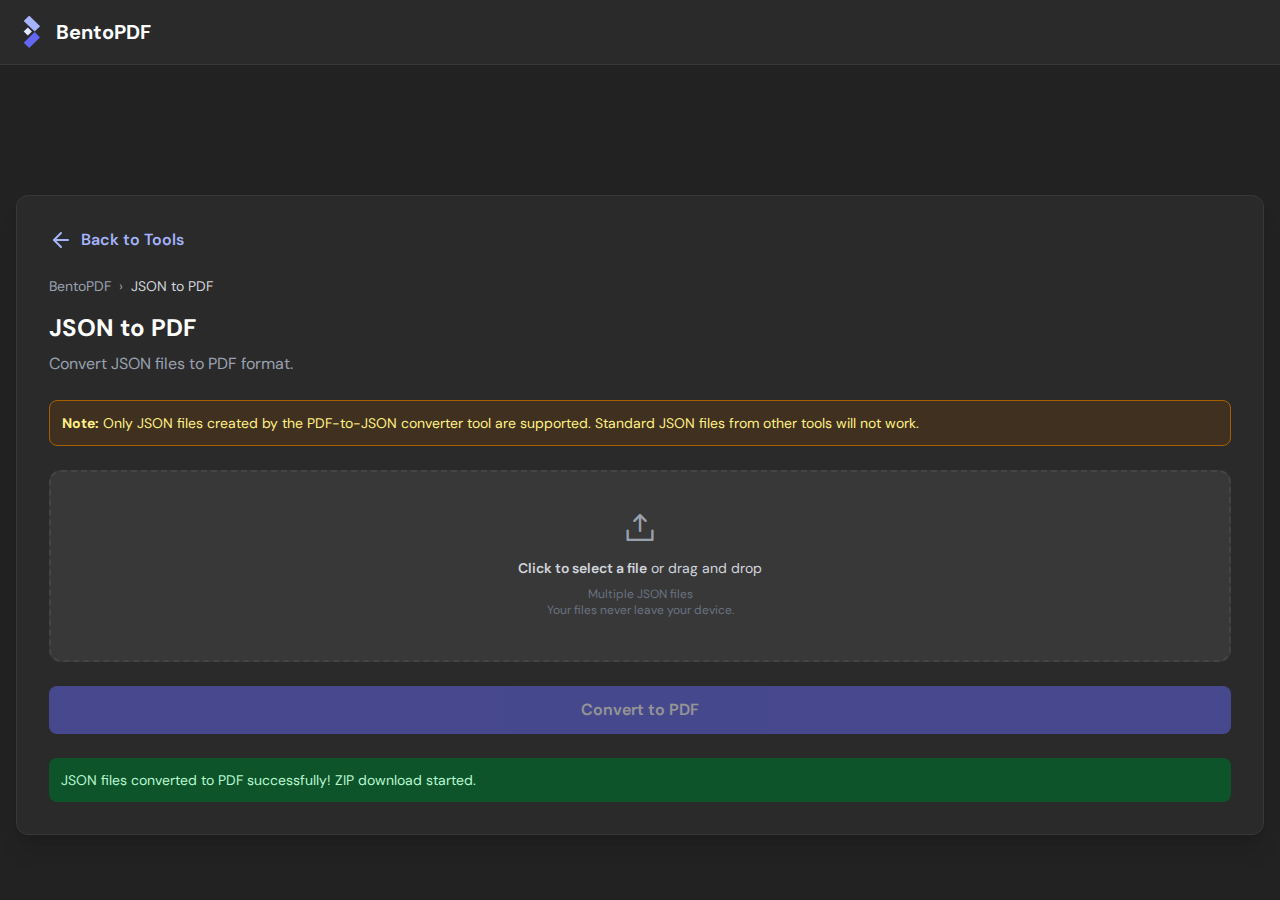 BentoPDF
Back to Tools
BentoPDF › JSON to PDF
JSON to PDF
Convert JSON files to PDF format.
Note: Only JSON files created by the PDF-to-JSON converter tool are supported. Standard JSON files from other tools will not work.
Click to select a file or drag and drop
Multiple JSON files
Your files never leave your device.
Convert to PDF
JSON files converted to PDF successfully! ZIP download started.